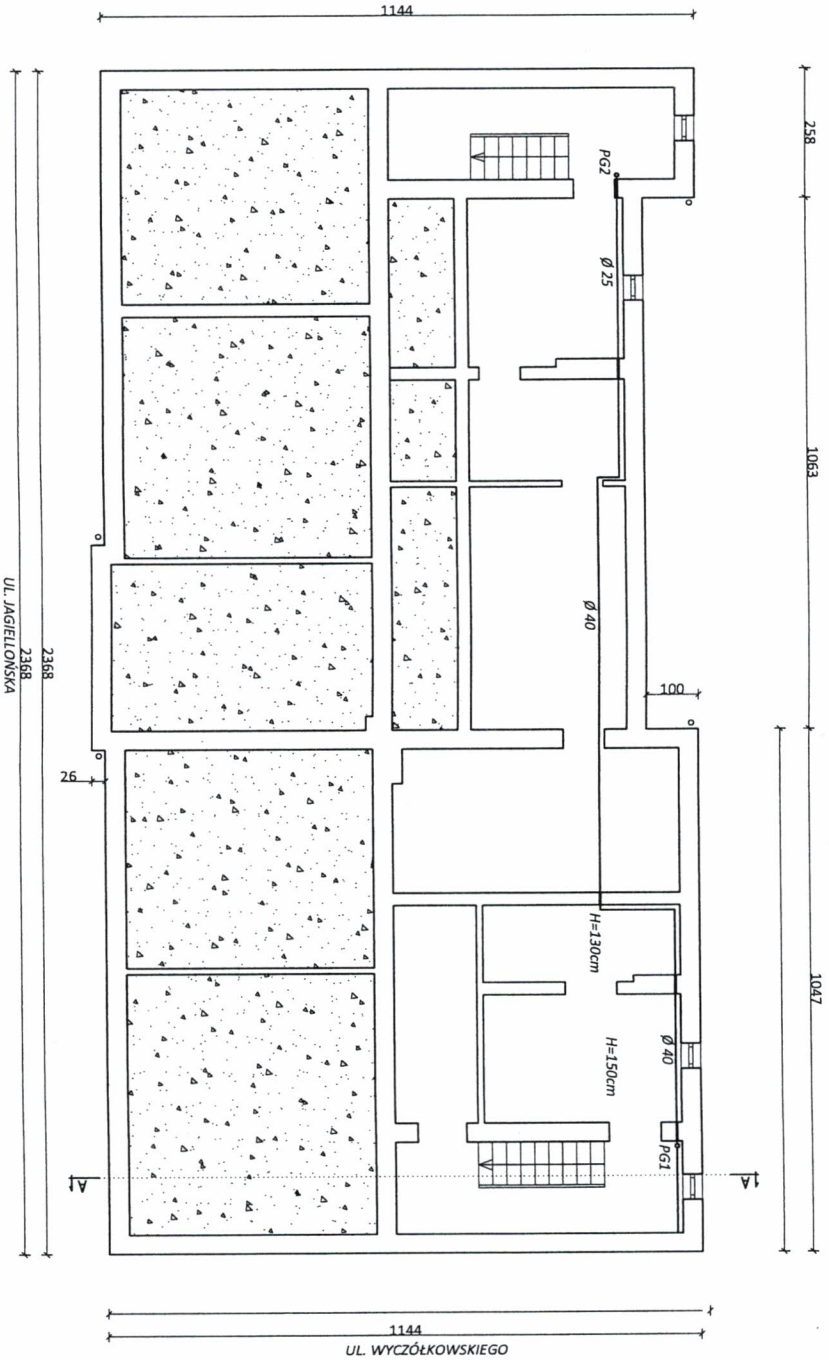 1144
258
PG2
Ø 25
1063
Ø 40
100
UL. JAGIELLOŃSKA
2368
2368
26
H=130cm
1047
H=150cm
Ø 40
PG1
A
A
1144
UL. WYCZÓŁKOWSKIEGO